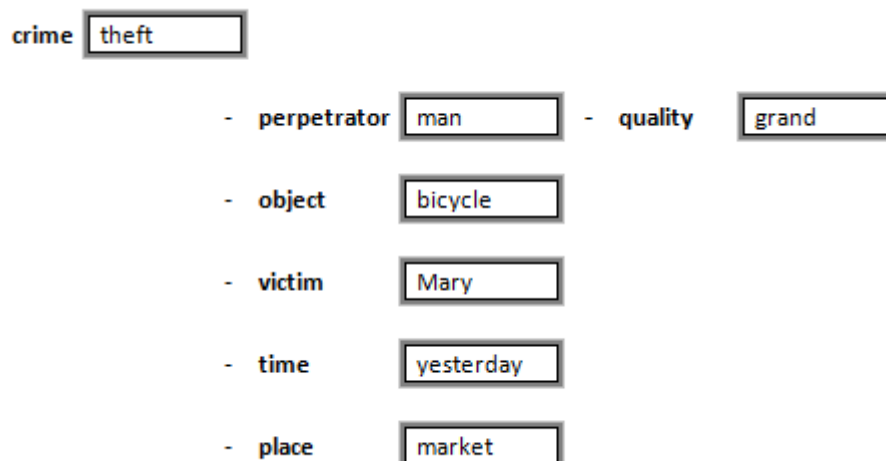 crime theft
- perpetrator man - quality grand
- object bicycle
- victim Mary
- time yesterday
- place market